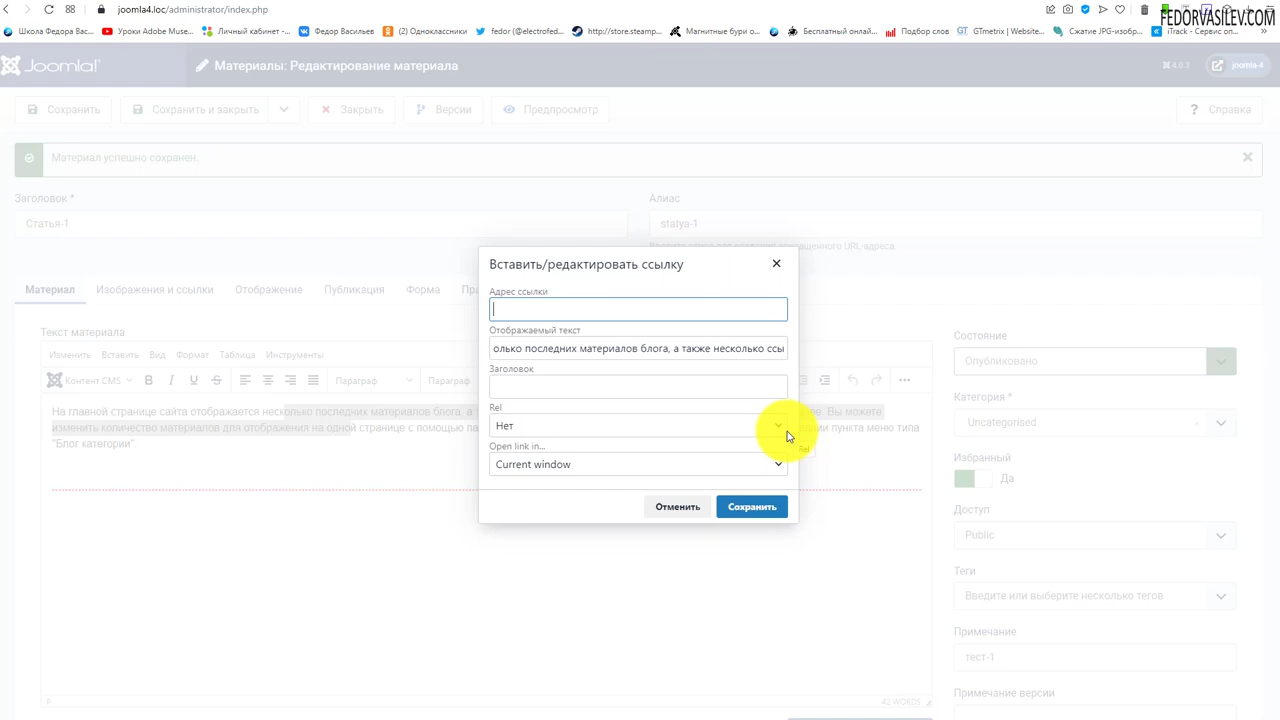 joomla4.loc/administrator/index.php
FEDORVASILEV.COM
Школа Федора Вас...
Уроки Adobe Muse...
Личный кабинет -...
Федор Васильев
(2) Одноклассники
fedor (@electrofed...
http://store.steamp...
Магнитные бури о...
Бесплатный онлай...
Подбор слов
GTmetrix | Website...
Сжатие JPG-изобр...
iTrack - Сервис оп...
Joomla!
Материалы: Редактирование материала
4.0.3
joomla-4
Сохранить
Сохранить и закрыть
Закрыть
Версии
Предпросмотр
Справка
Материал успешно сохранен.
Заголовок *
Алиас
Статья-1
statya-1
Вставить/редактировать ссылку
Адрес ссылки
Отображаемый текст
олько последних материалов блога, а также несколько ссы
Заголовок
Rel
Нет
Rel
Open link in...
Current window
Отменить
Сохранить
Материал
Изображения и ссылки
Отображение
Публикация
Форма
Текст материала
Изменить
Вставить
Вид
Формат
Таблица
Инструменты
Контент CMS
B
I
U
S
Параграф
Параграф
На главной странице сайта отображается несколько последних материалов блога, а
Вы можете
изменить количество материалов для отображения на одной странице с помощью
пункта меню типа
"Блог категории".
P
42 WORDS
Состояние
Опубликовано
Категория *
Uncategorised
Избранный
Да
Доступ
Public
Теги
Введите или выберите несколько тегов
Примечание
тест-1
Примечание версии